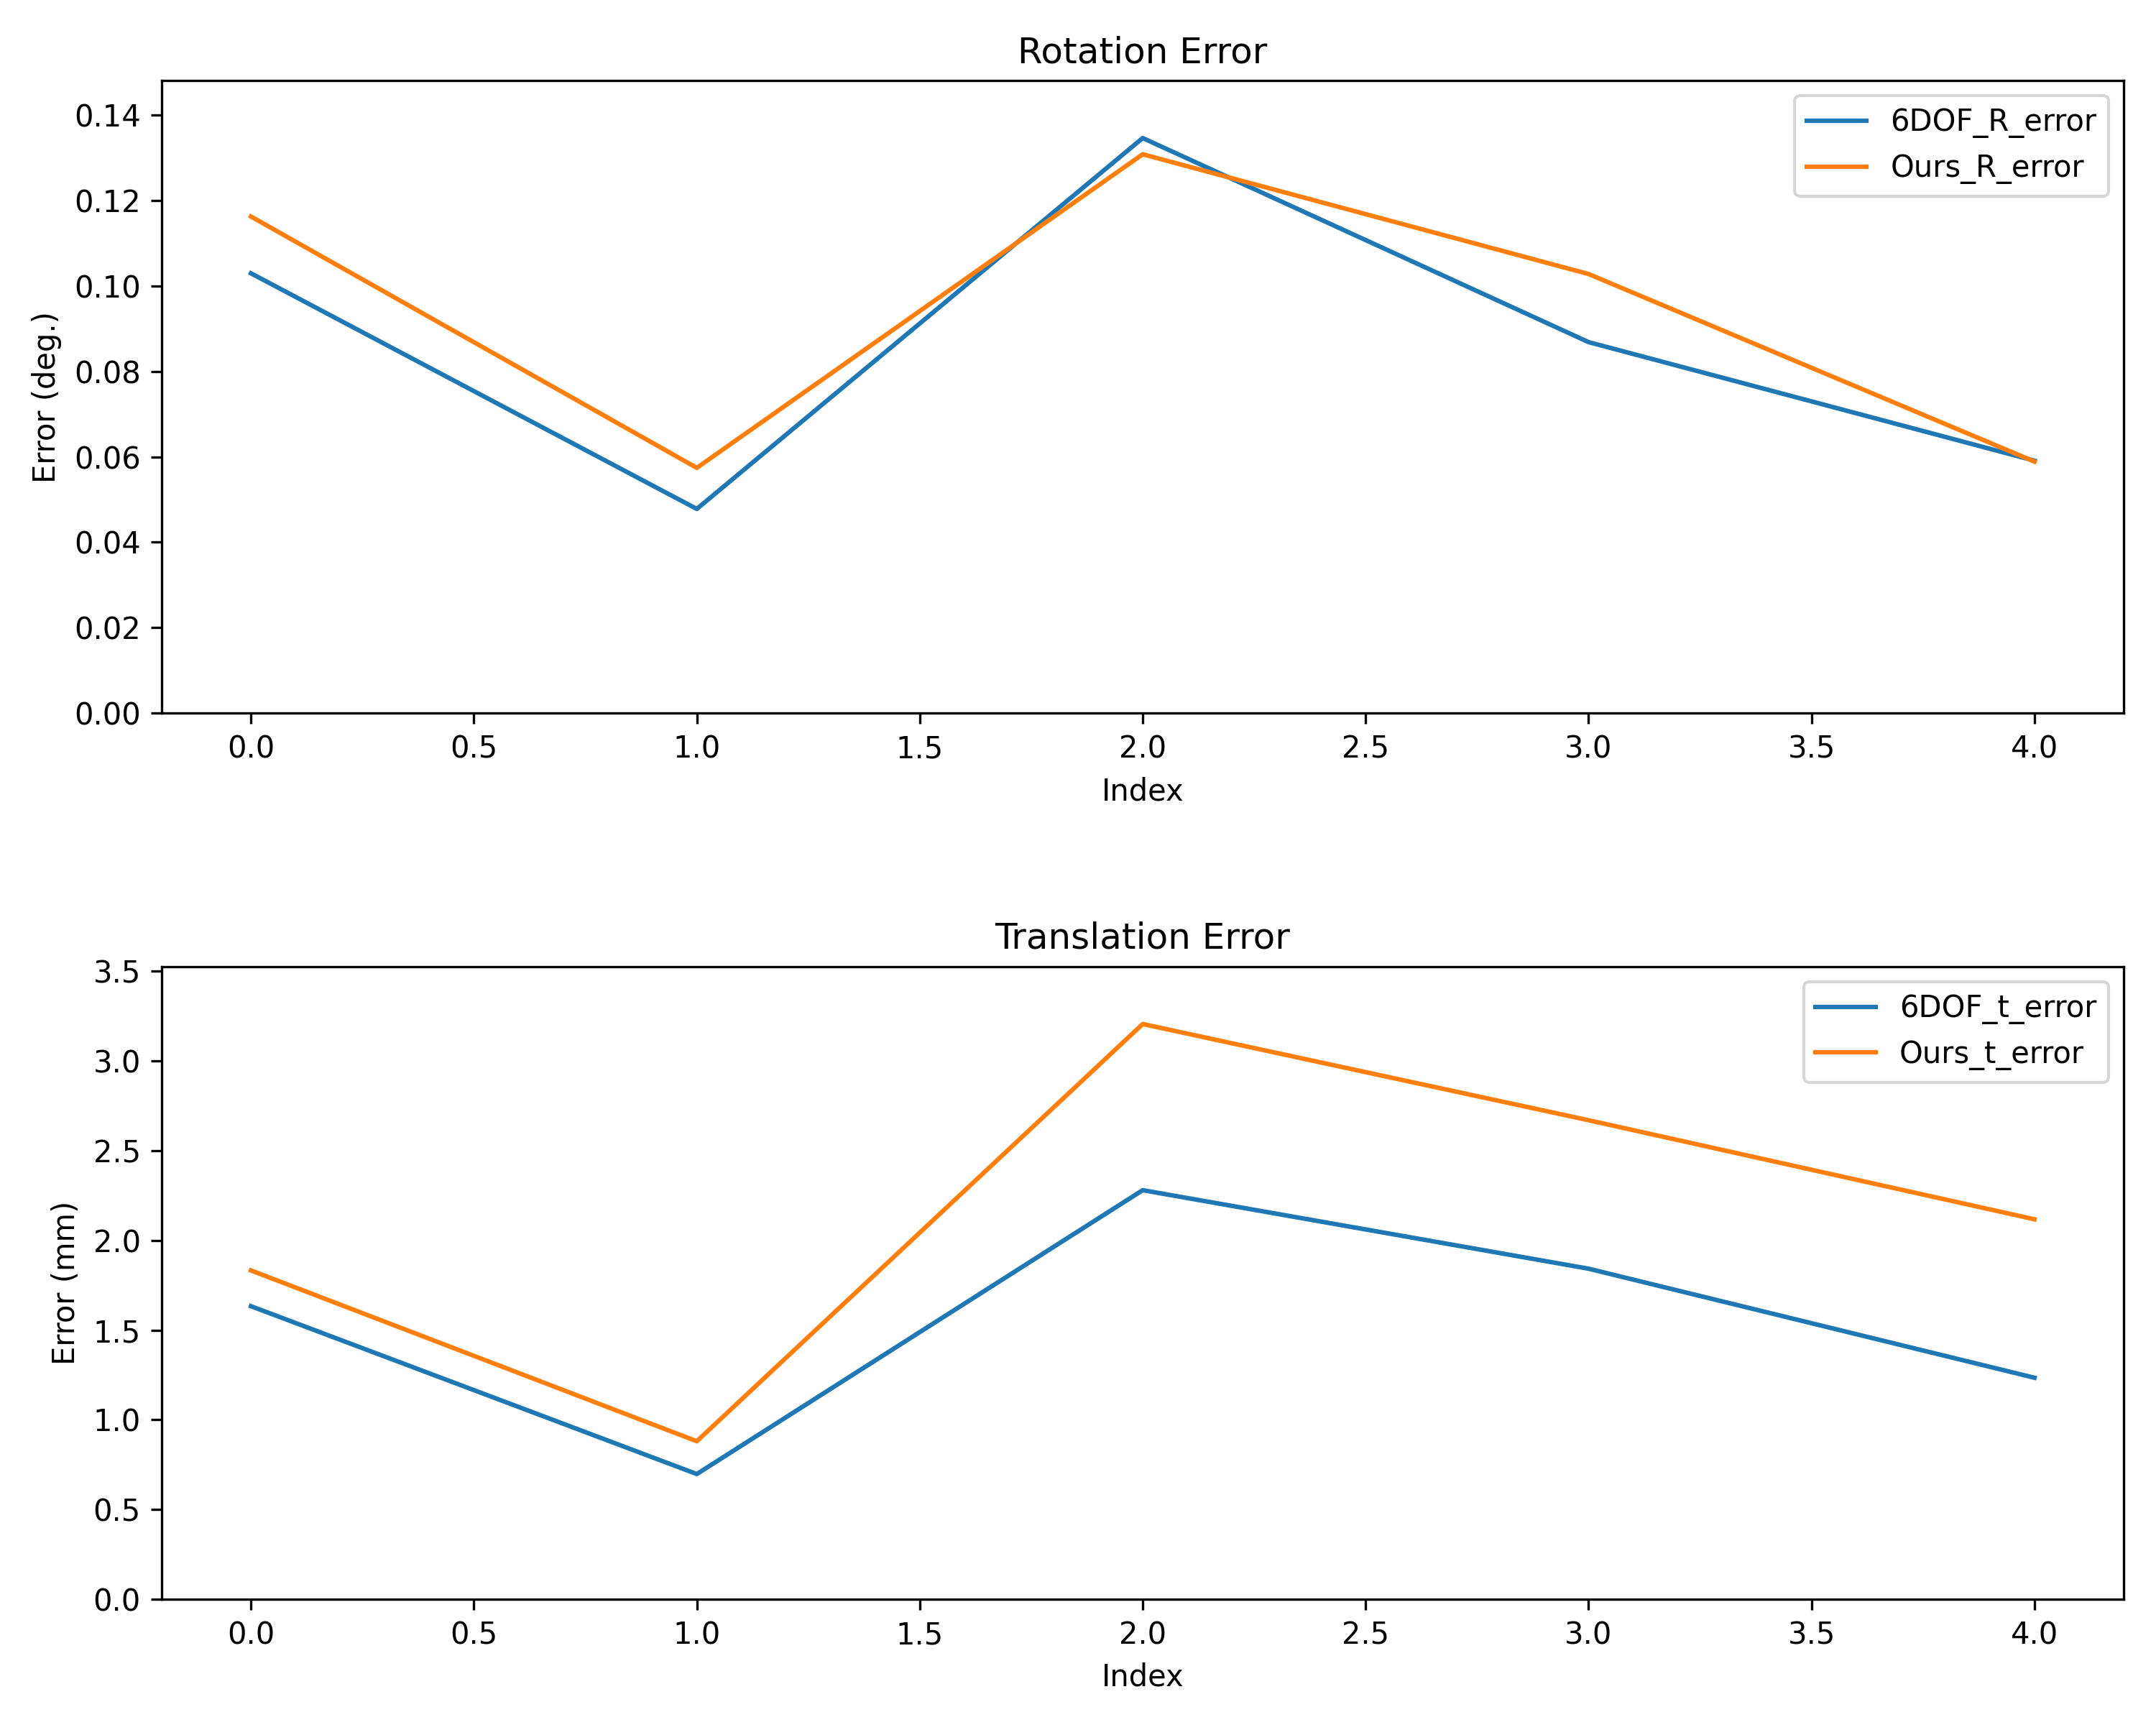 Rotation Error
0.14
0.12
0.10
0.08
0.06
0.04
0.02
0.00
Error (deg.)
6DOF_R_error
Ours_R_error
0.0 0.5 1.0 1.5 2.0 2.5 3.0 3.5 4.0
Index
Translation Error
3.5
3.0
2.5
2.0
1.5
1.0
0.5
0.0
Error (mm)
6DOF_t_error
Ours_t_error
0.0 0.5 1.0 1.5 2.0 2.5 3.0 3.5 4.0
Index